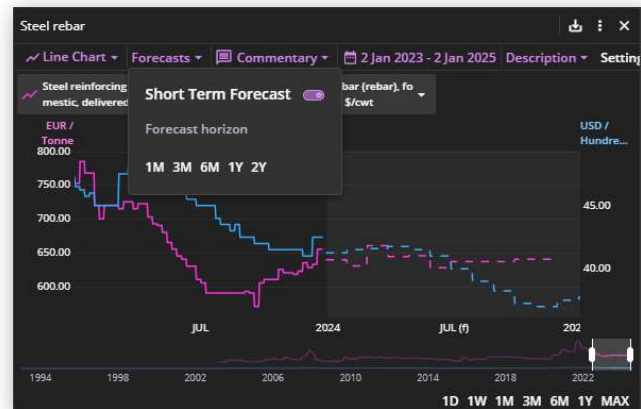 Steel rebar
Line Chart Forecasts Commentary 2 Jan 2023 - 2 Jan 2025 Description Setting
Steel reinforcing
mestic, delivered
bar (rebar), fo
$/cwt
Short Term Forecast
Forecast horizon
1M 3M 6M 1Y 2Y
EUR /
Tonne
USD /
Hundre...
800.00
750.00
700.00
650.00
600.00
45.00
40.00
JUL 2024 JUL (f) 202
1994 1998 2002 2006 2010 2014 2018 2022
1D 1W 1M 3M 6M 1Y MAX